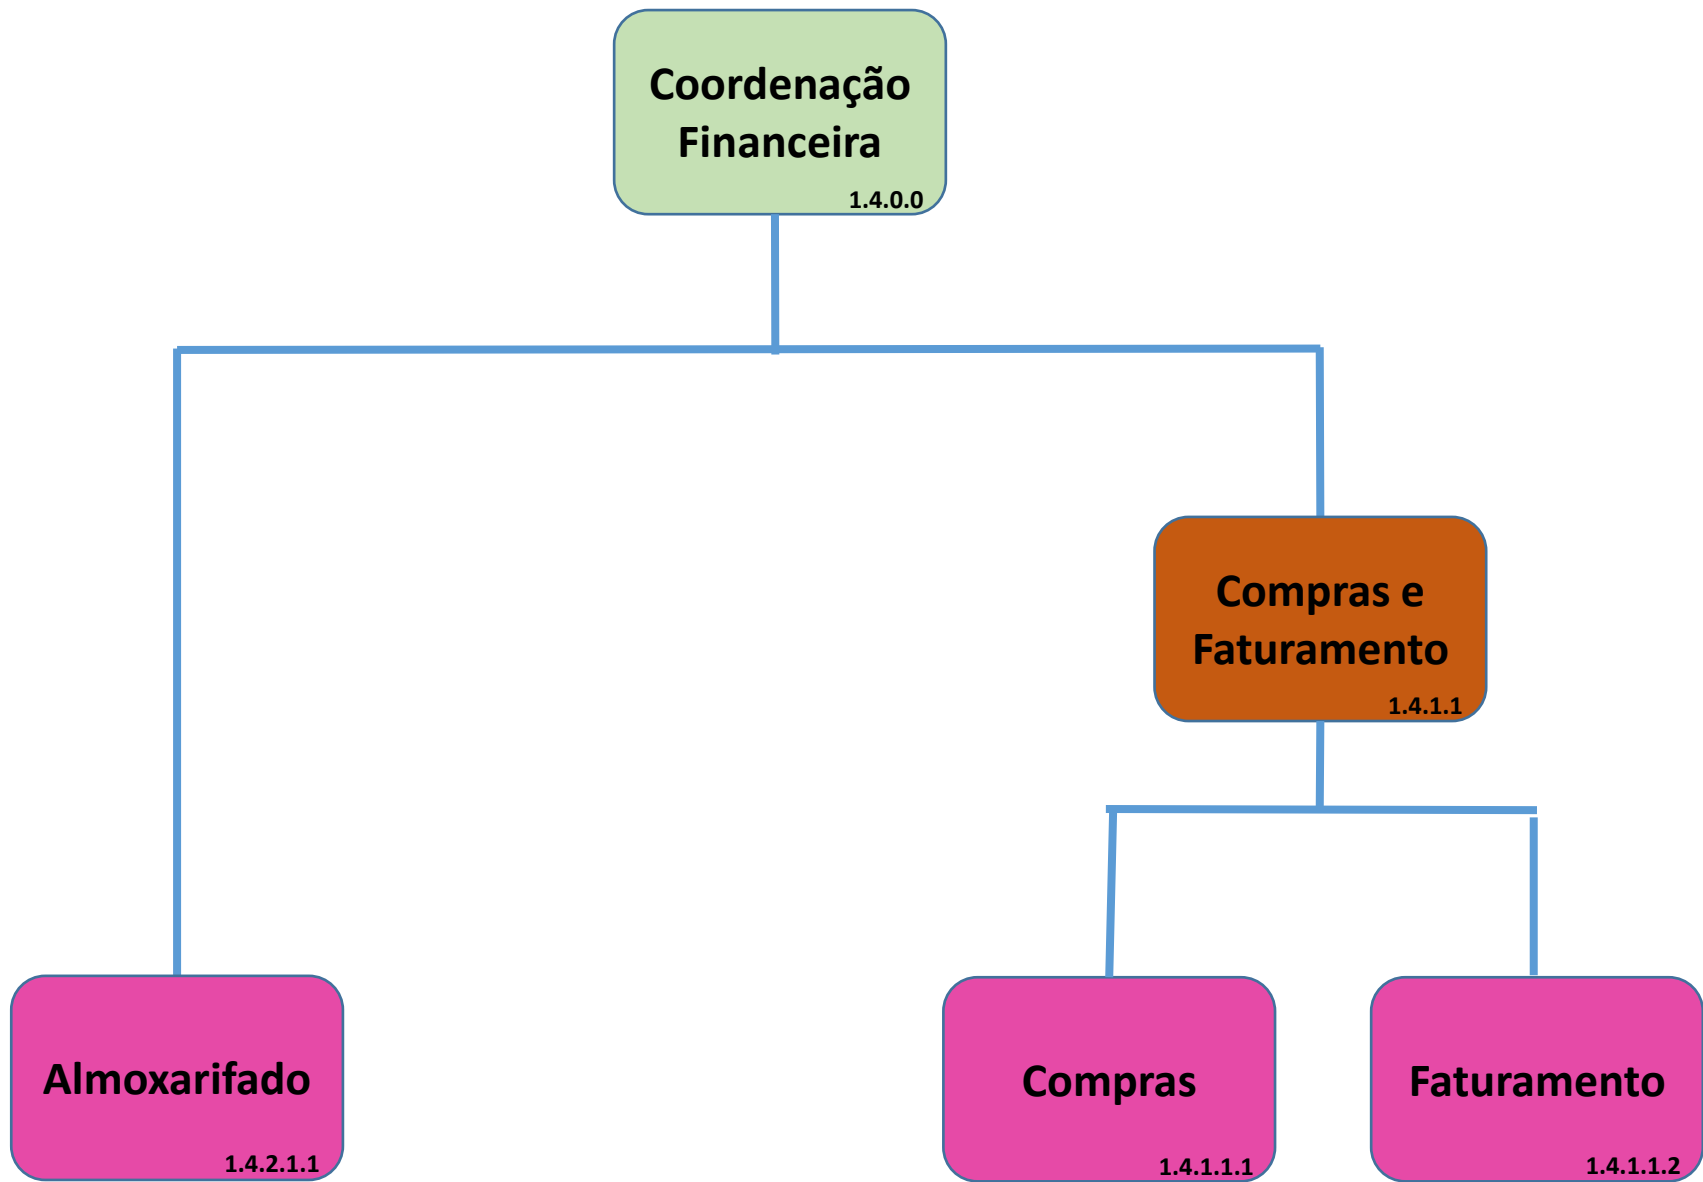 Coordenação
Financeira
1.4.0.0
Compras e
Faturamento
1.4.1.1
Almoxarifado
1.4.2.1.1
Compras
1.4.1.1.1
Faturamento
1.4.1.1.2